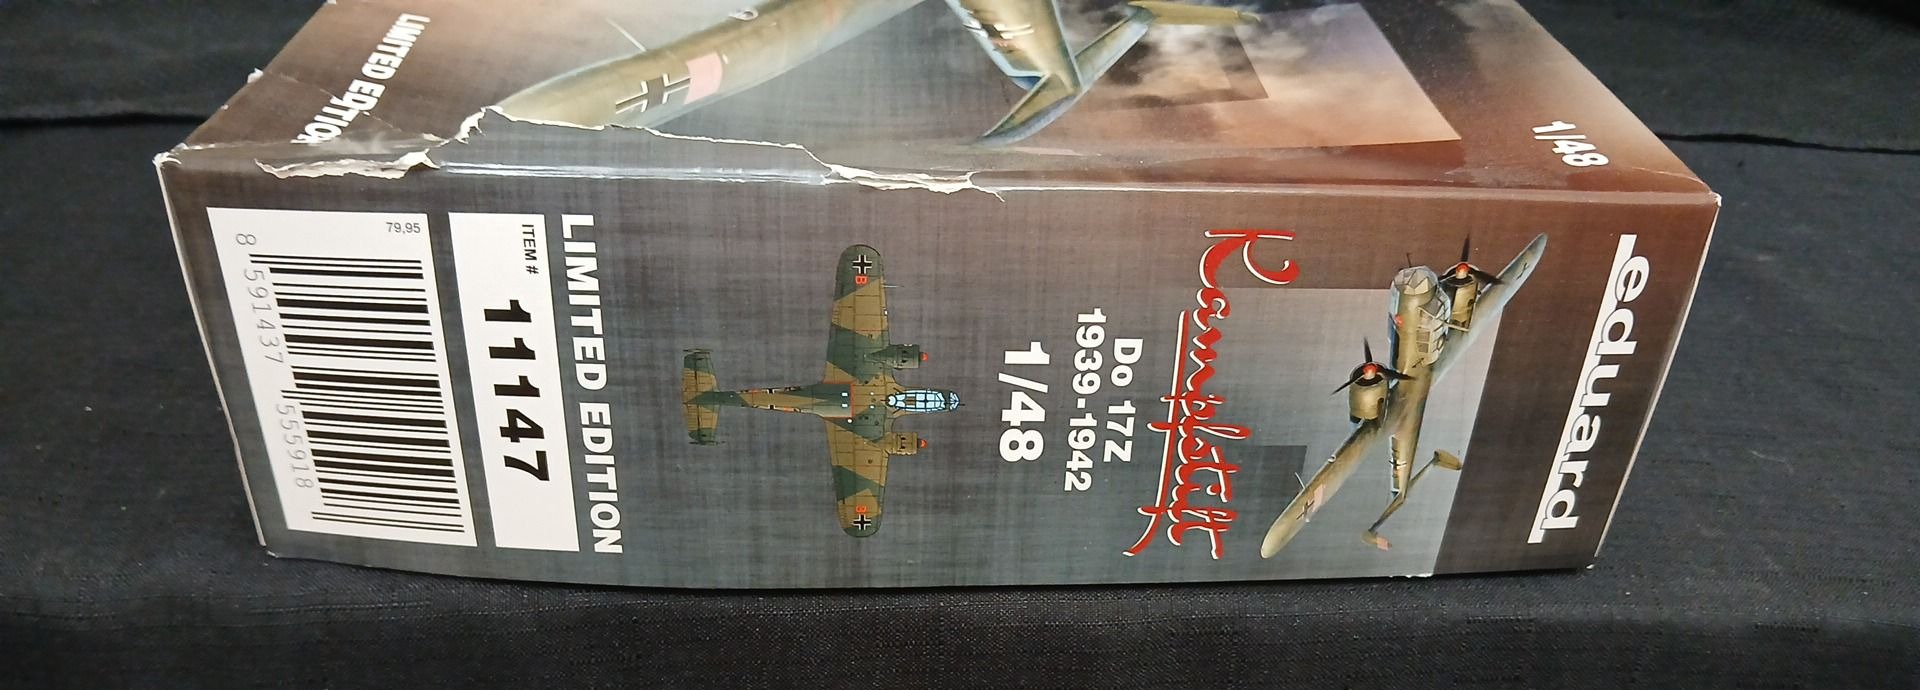 LIMITED EDITION
1/48
eduard
Ramplstift
Do 17Z
1939-1942
1/48
LIMITED EDITION
ITEM #
11147
79,95
8 591437 555918